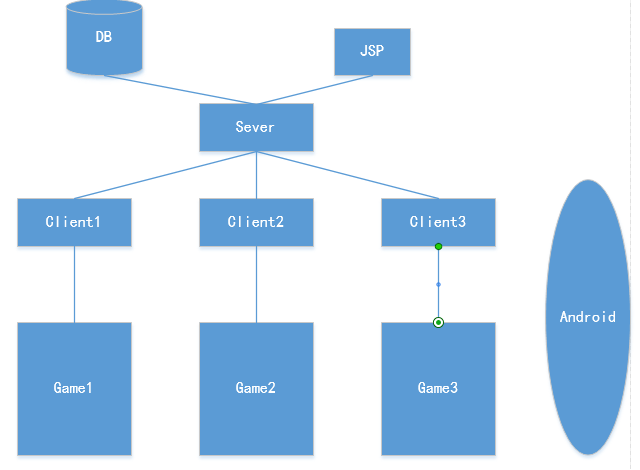 DB
JSP
Sever
Client1
Client2
Client3
Android
Game1
Game2
Game3